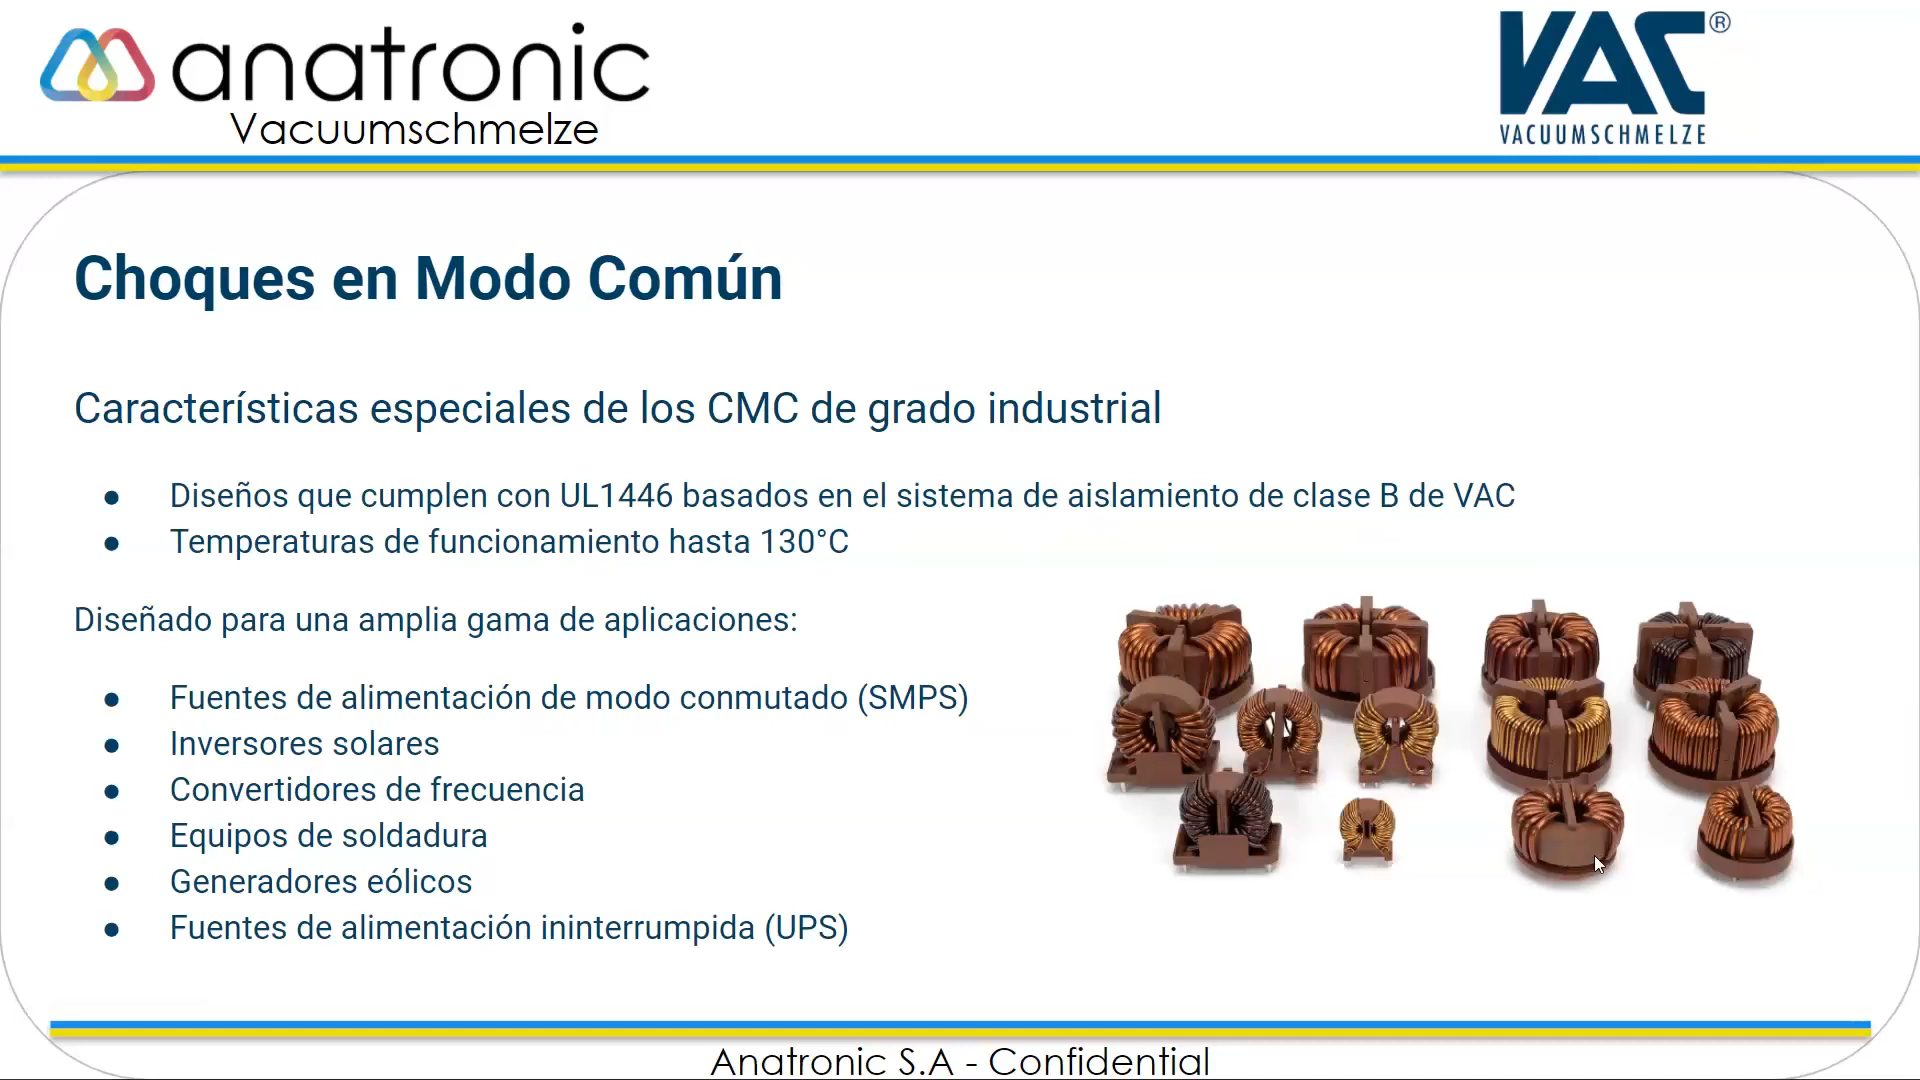 anatronic
Vacuumschmelze
VAC®
VACUUMSCHMELZE
Choques en Modo Común
Características especiales de los CMC de grado industrial
● Diseños que cumplen con UL1446 basados en el sistema de aislamiento de clase B de VAC
● Temperaturas de funcionamiento hasta 130°C
Diseñado para una amplia gama de aplicaciones:
● Fuentes de alimentación de modo conmutado (SMPS)
● Inversores solares
● Convertidores de frecuencia
● Equipos de soldadura
● Generadores eólicos
● Fuentes de alimentación ininterrumpida (UPS)
Anatronic S.A - Confidential